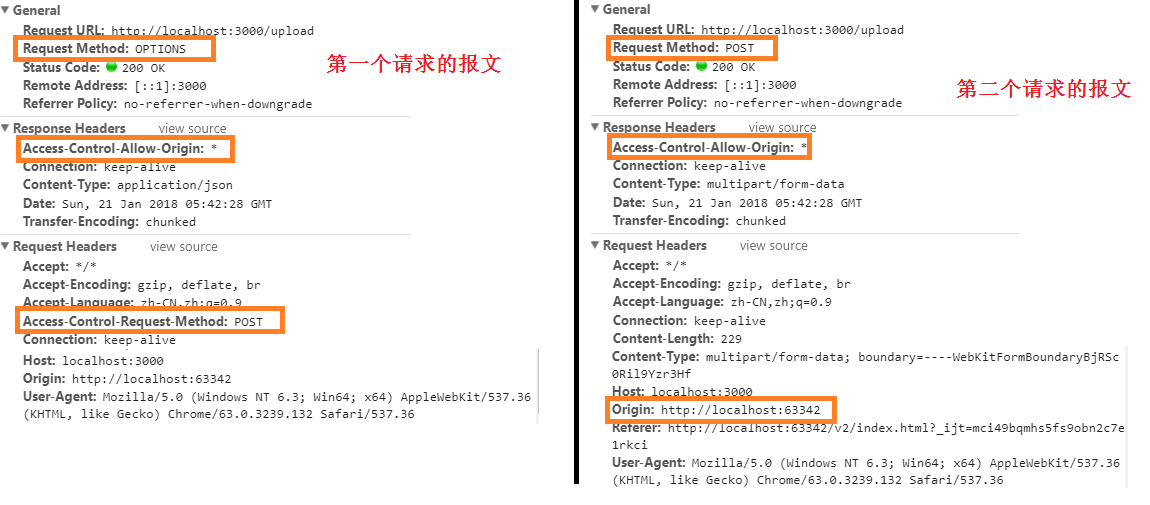 General
Request URL: http://localhost:3000/upload
Request Method: OPTIONS
Status Code: 200 OK
Remote Address: [::1]:3000
Referrer Policy: no-referrer-when-downgrade
第一个请求的报文
Response Headers view source
Access-Control-Allow-Origin: *
Connection: keep-alive
Content-Type: application/json
Date: Sun, 21 Jan 2018 05:42:28 GMT
Transfer-Encoding: chunked
Request Headers view source
Accept: */*
Accept-Encoding: gzip, deflate, br
Accept-Language: zh-CN,zh;q=0.9
Access-Control-Request-Method: POST
Connection: keep-alive
Host: localhost:3000
Origin: http://localhost:63342
User-Agent: Mozilla/5.0 (Windows NT 6.3; Win64; x64) AppleWebKit/537.36
(KHTML, like Gecko) Chrome/63.0.3239.132 Safari/537.36
General
Request URL: http://localhost:3000/upload
Request Method: POST
Status Code: 200 OK
Remote Address: [::1]:3000
Referrer Policy: no-referrer-when-downgrade
第二个请求的报文
Response Headers view source
Access-Control-Allow-Origin: *
Connection: keep-alive
Content-Type: multipart/form-data
Date: Sun, 21 Jan 2018 05:42:28 GMT
Transfer-Encoding: chunked
Request Headers view source
Accept: */*
Accept-Encoding: gzip, deflate, br
Accept-Language: zh-CN,zh;q=0.9
Connection: keep-alive
Content-Length: 229
Content-Type: multipart/form-data; boundary=----WebKitFormBoundaryBjRSc
0Ril9Yzr3Hf
Host: localhost:3000
Origin: http://localhost:63342
Referer: http://localhost:63342/v2/index.html?_ijt=mci49bqmhs5fs9obn2c7e
1rkci
User-Agent: Mozilla/5.0 (Windows NT 6.3; Win64; x64) AppleWebKit/537.36
(KHTML, like Gecko) Chrome/63.0.3239.132 Safari/537.36